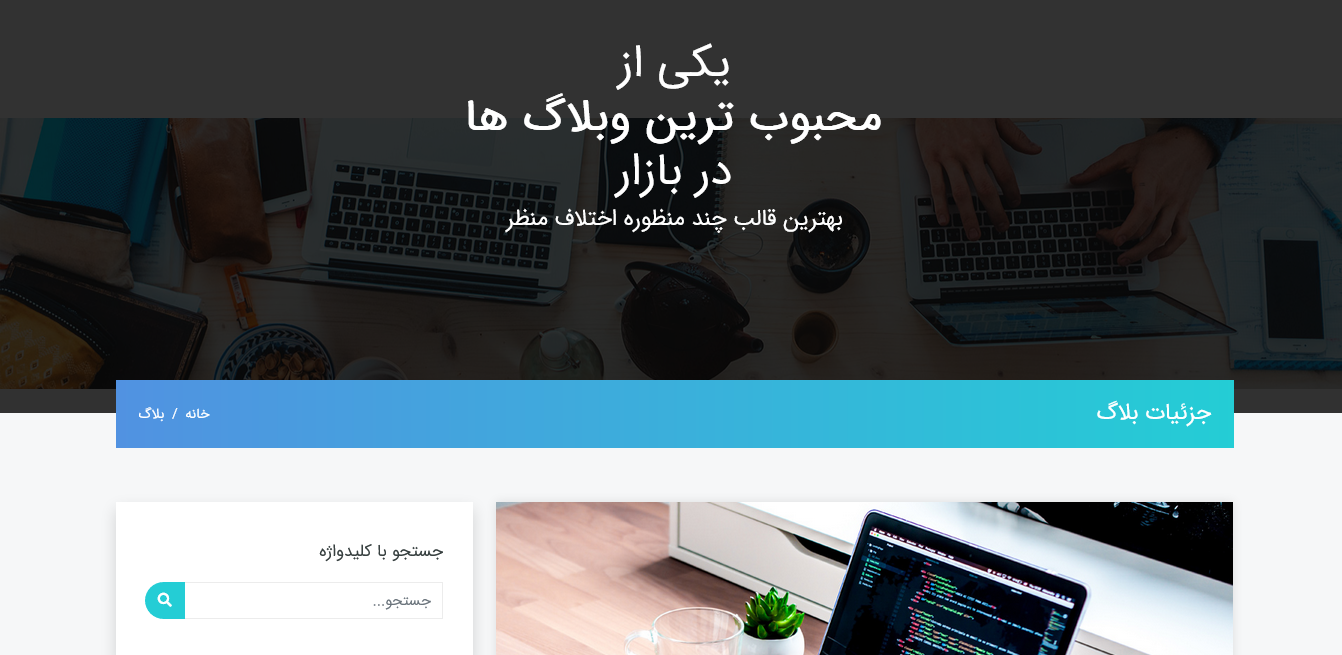 یکی از
محبوب ترین وبلاگ ها
در بازار
بهترین قالب چند منظوره اختلاف منظر
جزئیات بلاگ
خانه / بلاگ
جستجو با کلیدواژه
جستجو...